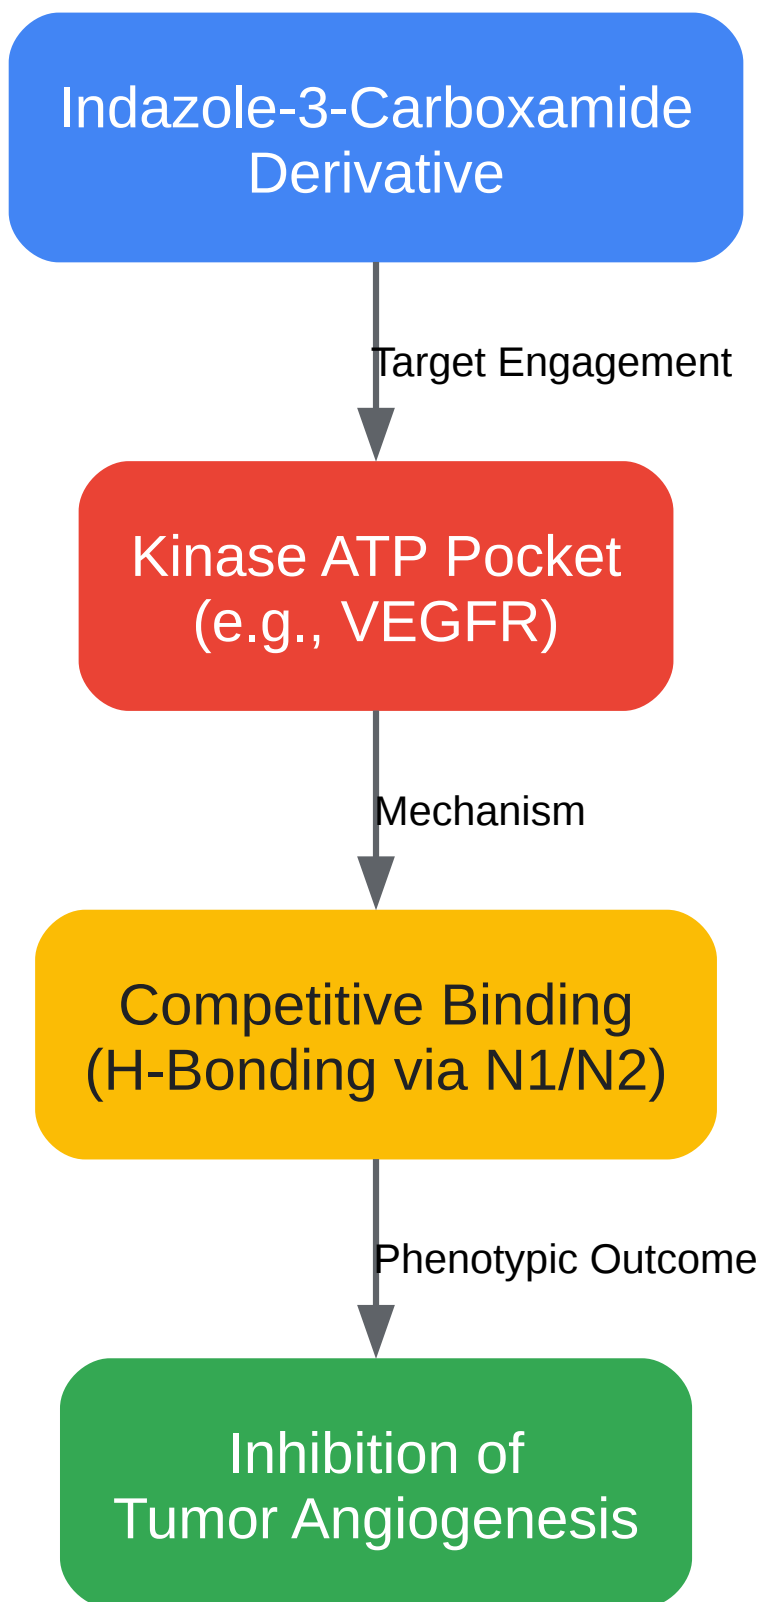 Indazole-3-Carboxamide
Derivative
Target Engagement
Kinase ATP Pocket
(e.g., VEGFR)
Mechanism
Competitive Binding
(H-Bonding via N1/N2)
Phenotypic Outcome
Inhibition of
Tumor Angiogenesis